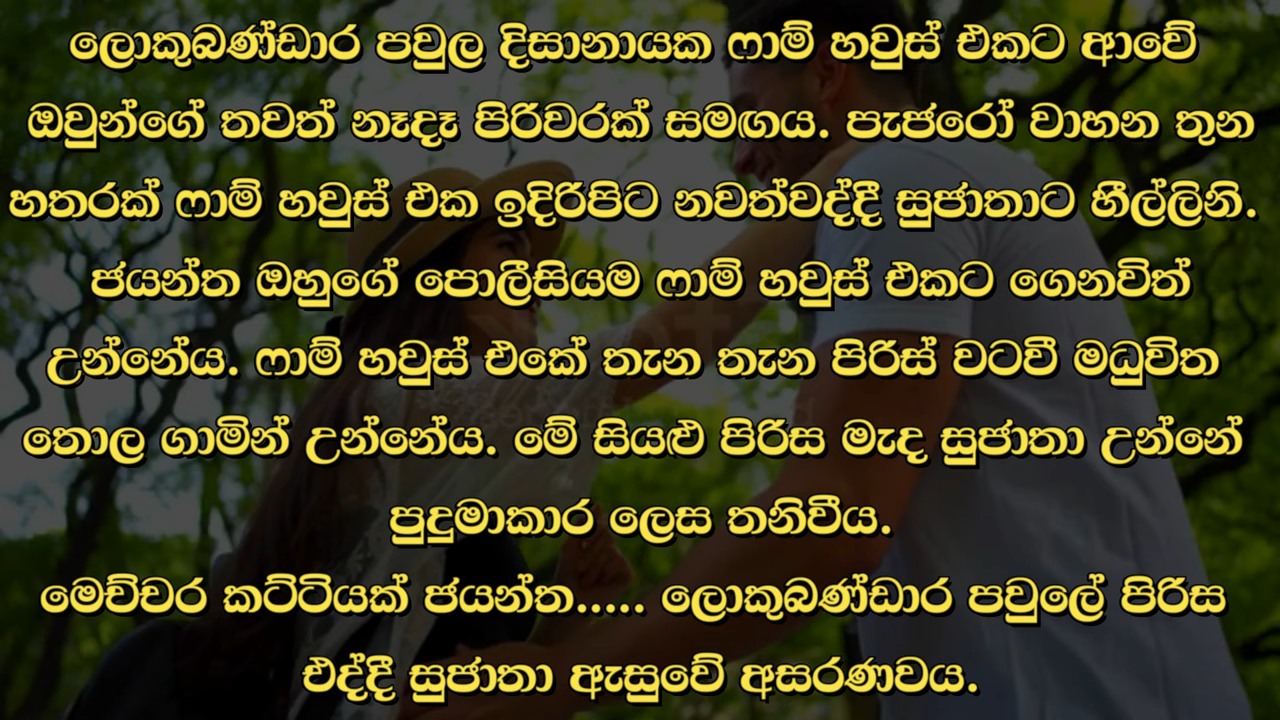 ලොකුබණ්ඩාර පවුල දිසානායක ෆාම් හවුස් එකට ආවේ
ඔවුන්ගේ තවත් නෑදෑ පිරිවරක් සමඟය. පැජරෝ වාහන තුන
හතරක් ෆාම් හවුස් එක ඉදිරිපිට නවත්වද්දී සුජාතාට හීල්ලිනි.
ජයන්ත ඔහුගේ පොලීසියම ෆාම් හවුස් එකට ගෙනවිත්
උන්නේය. ෆාම් හවුස් එකේ තැන තැන පිරිස් වටවී මධුවිත
තොල ගාමින් උන්නේය. මේ සියළු පිරිස මැද සුජාතා උන්නේ
පුදුමාකාර ලෙස තනිවීය.
මෙච්චර කට්ටියක් ජයන්ත..... ලොකුබණ්ඩාර පවුලේ පිරිස
එද්දී සුජාතා ඇසුවේ අසරණවය.